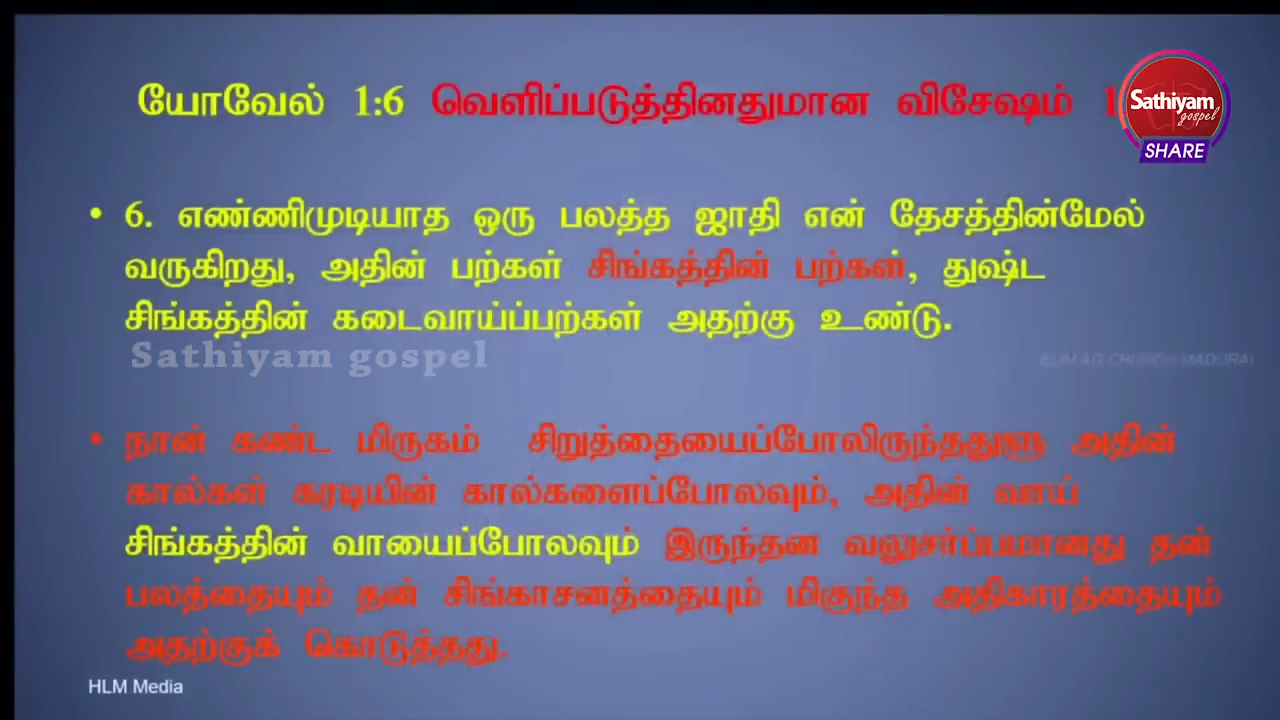 யோவேல் 1:6 வெளிப்படுத்தினதுமான விசேஷம் 1
Sathiyam
gospel
SHARE
• 6. எண்ணிமுடியாத ஒரு பலத்த ஜாதி என் தேசத்தின்மேல்
வருகிறது, அதின் பற்கள் சிங்கத்தின் பற்கள், துஷ்ட
சிங்கத்தின் கடைவாய்ப்பற்கள் அதற்கு உண்டு.
Sathiyam gospel
• நான் கண்ட மிருகம் சிறுத்தையைப்போலிருந்ததுளூ அதின்
கால்கள் கரடியின் கால்களைப்போலவும், அதின் வாய்
சிங்கத்தின் வாயைப்போலவும் இருந்தன வலுசர்ப்பமானது தன்
பலத்தையும் தன் சிங்காசனத்தையும் மிகுந்த அதிகாரத்தையும்
அதற்குக் கொடுத்தது.
HLM Media